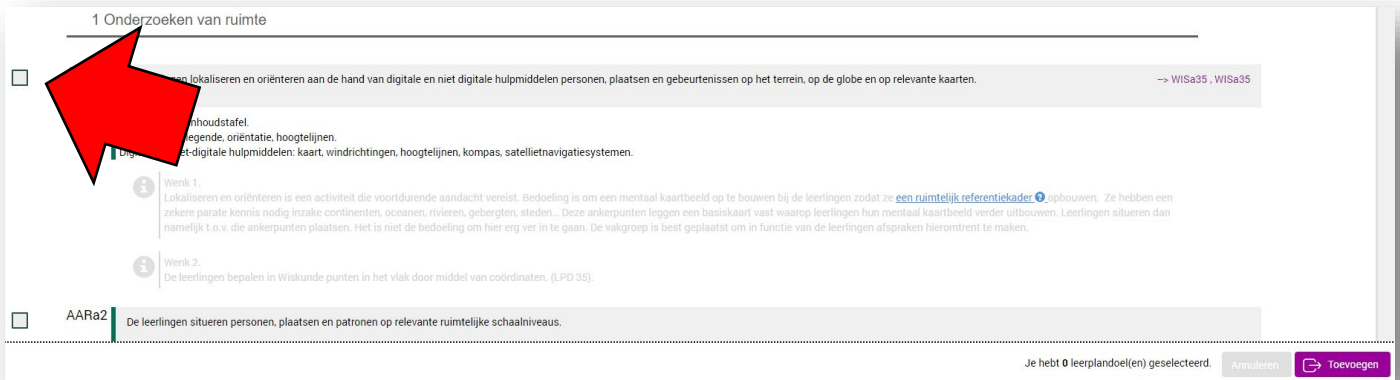 1 Onderzoeken van ruimte
lokaliseren en oriënteren aan de hand van digitale en niet digitale hulpmiddelen personen, plaatsen en gebeurtenissen op het terrein, op de globe en op relevante kaarten.
–> WISa35 , WISa35
inhoudstafel.
legende, oriëntatie, hoogtelijnen.
hulpmiddelen: kaart, windrichtingen, hoogtelijnen, kompas, satellietnavigatiesystemen.
Wenk 1.
Lokaliseren en oriënteren is een activiteit die voortdurende aandacht vereist. Bedoeling is om een mentaal kaartbeeld op te bouwen bij de leerlingen zodat ze een ruimtelijk referentiekader opbouwen. Ze hebben een
zekere parate kennis nodig inzake continenten, oceanen, rivieren, gebergten, steden... Deze ankerpunten leggen een basiskaart vast waarop leerlingen hun mentaal kaartbeeld verder uitbouwen. Leerlingen situeren dan
namelijk t.o.v. die ankerpunten plaatsen. Het is niet de bedoeling om hier erg ver in te gaan. De vakgroep is best geplaatst om in functie van de leerlingen afspraken hieromtrent te maken.
Wenk 2.
De leerlingen bepalen in Wiskunde punten in het vlak door middel van coördinaten. (LPD 35).
AARa2
De leerlingen situeren personen, plaatsen en patronen op relevante ruimtelijke schaalniveaus.
Je hebt 0 leerplandoel(en) geselecteerd.
Annuleren
Toevoegen